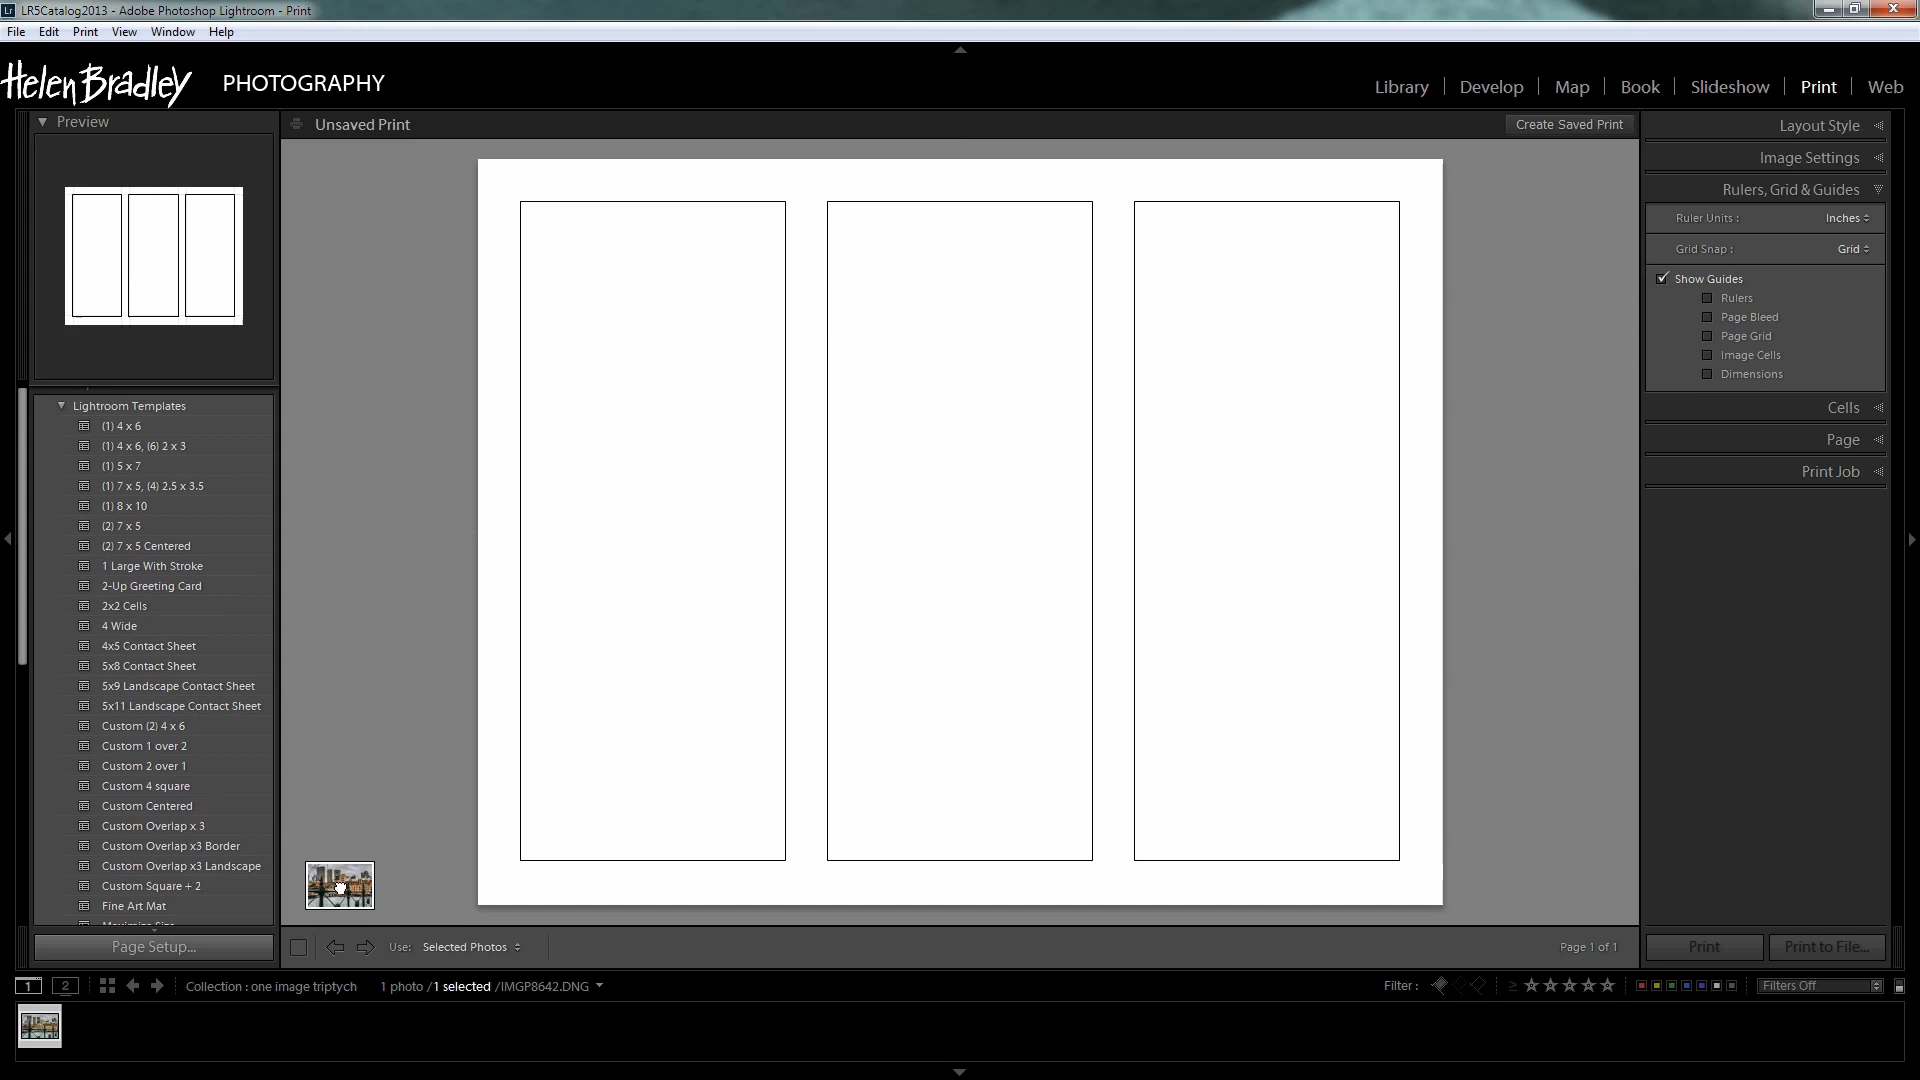 LR5Catalog2013 - Adobe Photoshop Lightroom - Print
File Edit Print View Window Help
Helen Bradley PHOTOGRAPHY
Library Develop Map Book Slideshow Print Web
Preview
Unsaved Print
Create Saved Print
Layout Style
Image Settings
Rulers, Grid & Guides
Ruler Units : Inches
Grid Snap : Grid
Show Guides
Rulers
Page Bleed
Page Grid
Image Cells
Dimensions
Cells
Page
Print Job
Lightroom Templates
(1) 4 x 6
(1) 4 x 6, (6) 2 x 3
(1) 5 x 7
(1) 7 x 5, (4) 2.5 x 3.5
(1) 8 x 10
(2) 7 x 5
(2) 7 x 5 Centered
1 Large With Stroke
2-Up Greeting Card
2x2 Cells
4 Wide
4x5 Contact Sheet
5x8 Contact Sheet
5x9 Landscape Contact Sheet
5x11 Landscape Contact Sheet
Custom (2) 4 x 6
Custom 1 over 2
Custom 2 over 1
Custom 4 square
Custom Centered
Custom Overlap x 3
Custom Overlap x3 Border
Custom Overlap x3 Landscape
Custom Square + 2
Fine Art Mat
Page Setup...
Use: Selected Photos
Page 1 of 1
Print Print to File...
1 2 Collection : one image triptych 1 photo / 1 selected / IMGP8642.DNG
Filter : Filters Off